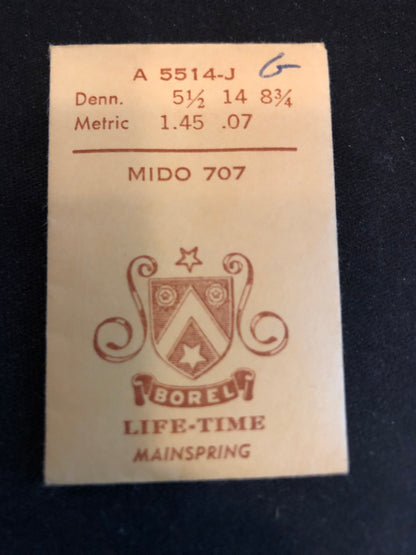 A 5514-J G
Denn. 5½ 14 8¾
Metric 1.45 .07
MIDO 707
BOREL
LIFE-TIME
MAINSPRING